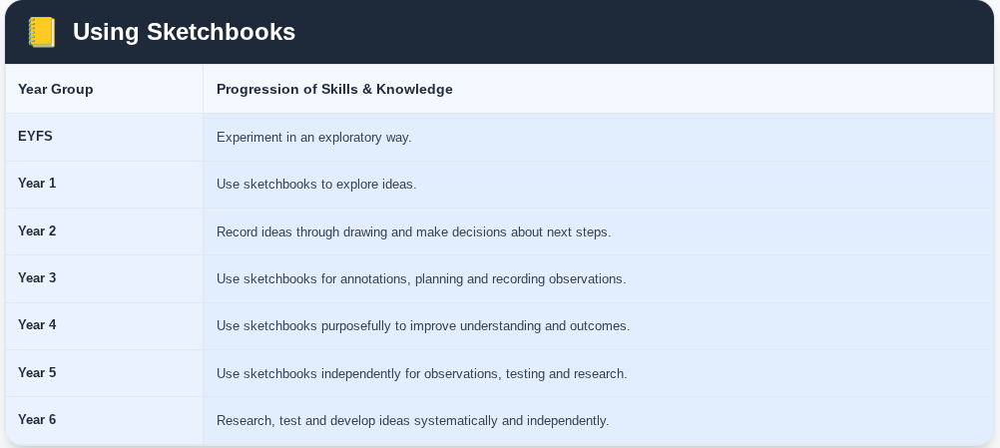 Using Sketchbooks
Year Group Progression of Skills & Knowledge
EYFS Experiment in an exploratory way.
Year 1 Use sketchbooks to explore ideas.
Year 2 Record ideas through drawing and make decisions about next steps.
Year 3 Use sketchbooks for annotations, planning and recording observations.
Year 4 Use sketchbooks purposefully to improve understanding and outcomes.
Year 5 Use sketchbooks independently for observations, testing and research.
Year 6 Research, test and develop ideas systematically and independently.